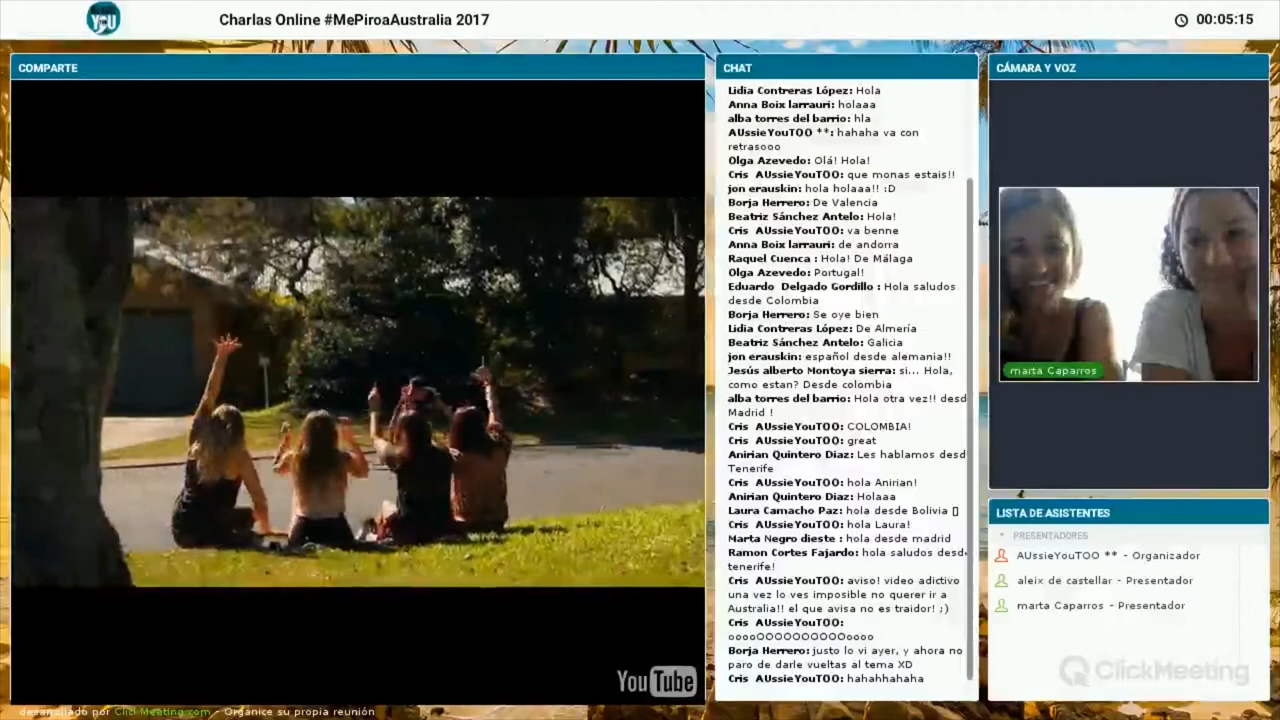 YOU
Charlas Online #MePiroaAustralia 2017
00:05:15
COMPARTE
CHAT
Lidia Contreras López: Hola
Anna Boix larrauri: holaaa
alba torres del barrio: hla
AUssieYouTOO **: hahaha va con
retrasooo
Olga Azevedo: Olá! Hola!
Cris AUssieYouTOO: que monas estais!!
jon erauskin: hola holaaa!! :D
Borja Herrero: De Valencia
Beatriz Sánchez Antelo: Hola!
Cris AUssieYouTOO: va benne
Anna Boix larrauri: de andorra
Raquel Cuenca : Hola! De Málaga
Olga Azevedo: Portugal!
Eduardo Delgado Gordillo : Hola saludos
desde Colombia
Borja Herrero: Se oye bien
Lidia Contreras López: De Almería
Beatriz Sánchez Antelo: Galicia
jon erauskin: español desde alemania!!
Jesús alberto Montoya sierra: si... Hola,
como estan? Desde colombia
alba torres del barrio: Hola otra vez!! desd
Madrid !
Cris AUssieYouTOO: COLOMBIA!
Cris AUssieYouTOO: great
Anirian Quintero Diaz: Les hablamos desd
Tenerife
Cris AUssieYouTOO: hola Anirian!
Anirian Quintero Diaz: Holaaa
Laura Camacho Paz: hola desde Bolivia
Cris AUssieYouTOO: hola Laura!
Marta Negro dieste : hola desde madrid
Ramon Cortes Fajardo: hola saludos desde
tenerife!
Cris AUssieYouTOO: aviso! video adictivo
una vez lo ves imposible no querer ir a
Australia!! el que avisa no es traidor! ;)
Cris AUssieYouTOO:
ooooOOOOOOOOOOoooo
Borja Herrero: justo lo vi ayer, y ahora no
paro de darle vueltas al tema XD
Cris AUssieYouTOO: hahahhahaha
CÁMARA Y VOZ
marta Caparros
LISTA DE ASISTENTES
PRESENTADORES
AUssieYouTOO ** - Organizador
aleix de castellar - Presentador
marta Caparros - Presentador
ClickMeeting
YouTube
desarrollado por ClickMeeting.com - Organice su propia reunión